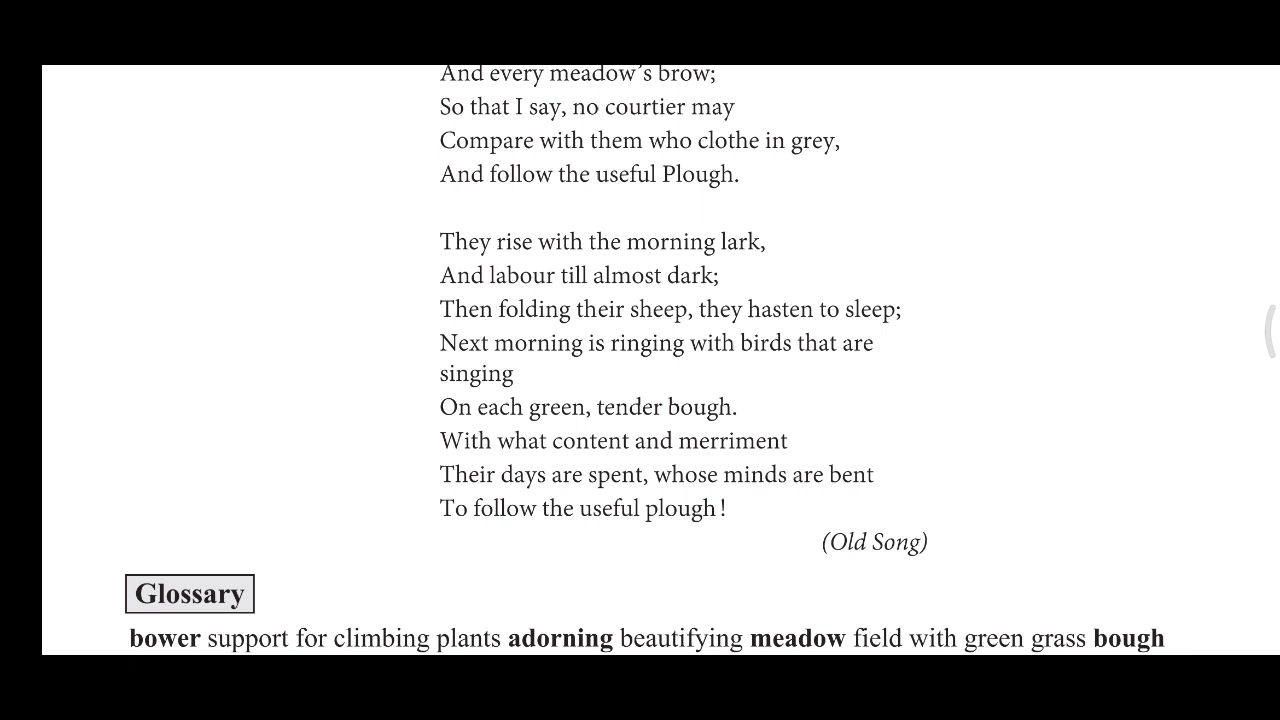 And every meadow's brow;
So that I say, no courtier may
Compare with them who clothe in grey,
And follow the useful Plough.
They rise with the morning lark,
And labour till almost dark;
Then folding their sheep, they hasten to sleep;
Next morning is ringing with birds that are
singing
On each green, tender bough.
With what content and merriment
Their days are spent, whose minds are bent
To follow the useful plough !
(Old Song)
Glossary
bower support for climbing plants adorning beautifying meadow field with green grass bough